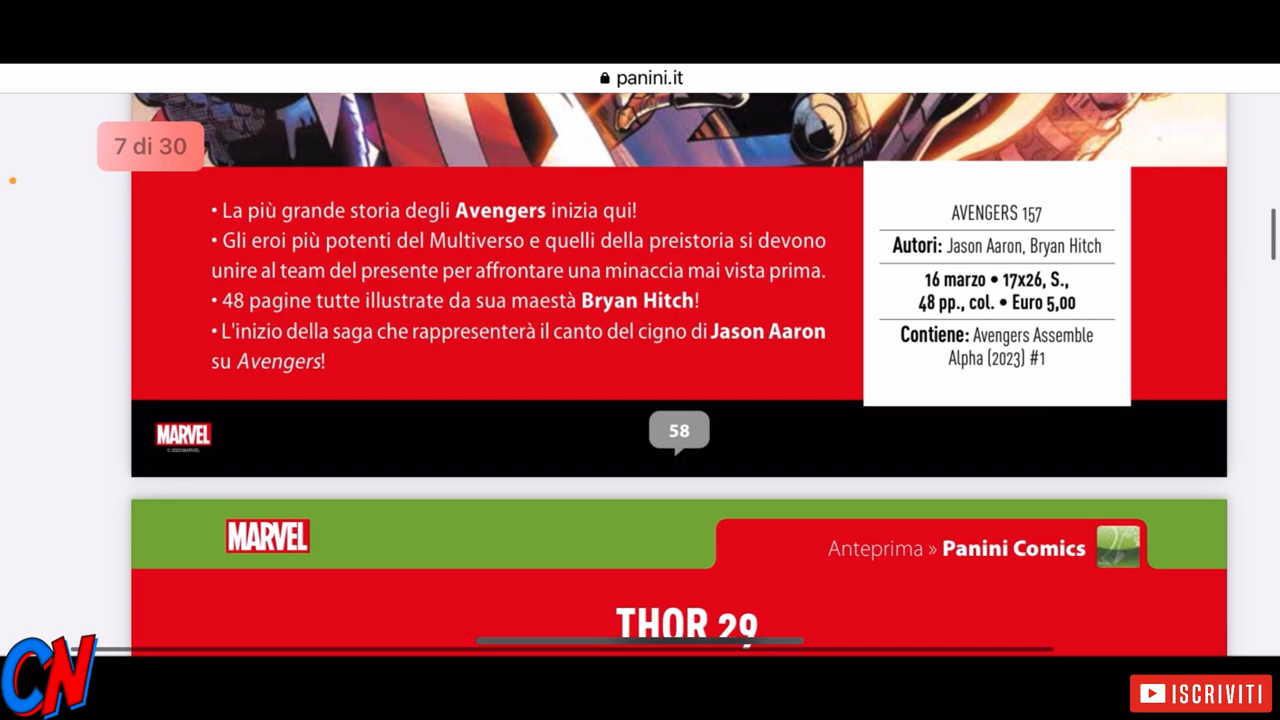 panini.it
7 di 30
• La più grande storia degli Avengers inizia qui!
• Gli eroi più potenti del Multiverso e quelli della preistoria si devono
unire al team del presente per affrontare una minaccia mai vista prima.
• 48 pagine tutte illustrate da sua maestà Bryan Hitch!
• L'inizio della saga che rappresenterà il canto del cigno di Jason Aaron
su Avengers!
AVENGERS 157
Autori: Jason Aaron, Bryan Hitch
16 marzo • 17x26, S.,
48 pp., col. • Euro 5,00
Contiene: Avengers Assemble
Alpha (2023) #1
MARVEL
© 2023 MARVEL
58
MARVEL
Anteprima » Panini Comics
THOR 29
CN
ISCRIVITI